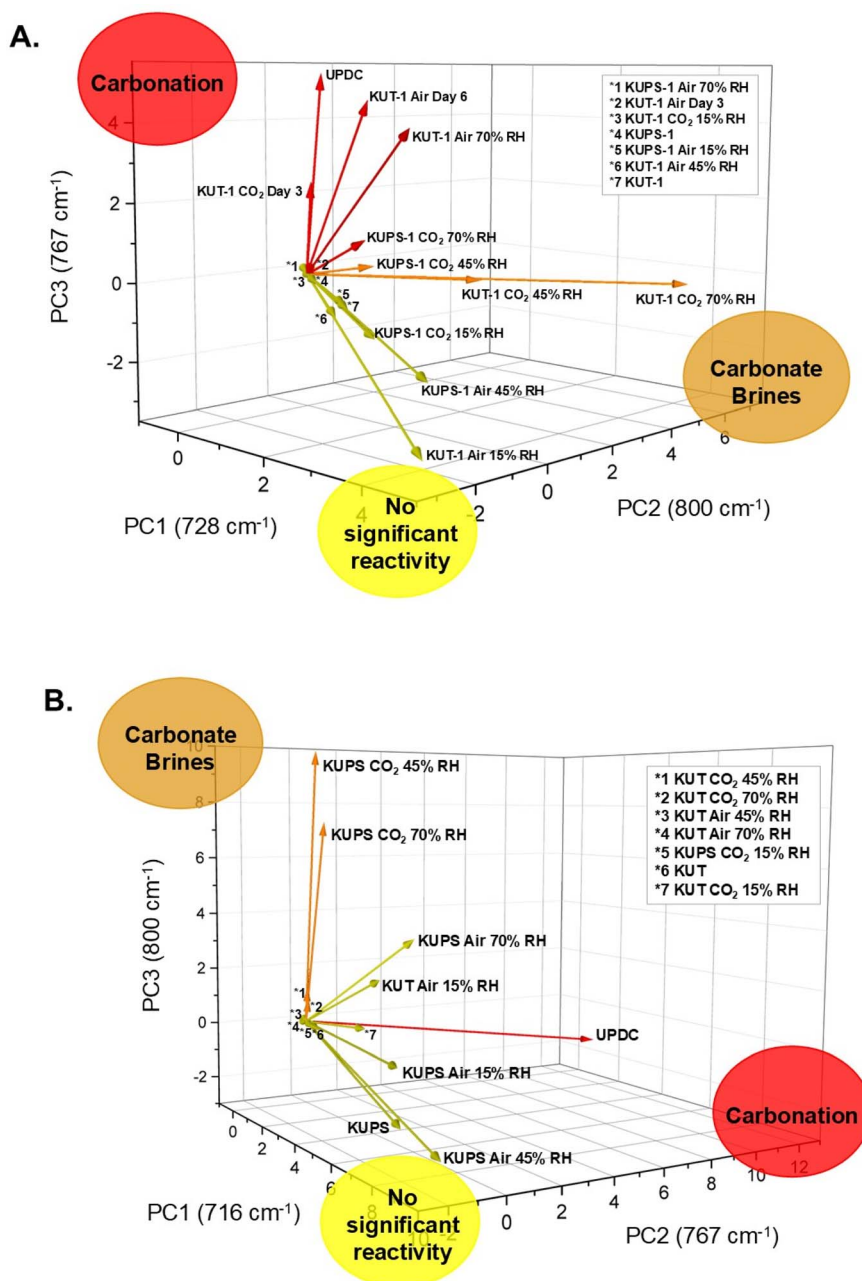 A.
Carbonation
UPDC
KUT-1 Air Day 6
KUT-1 Air 70% RH
KUT-1 CO₂ Day 3
KUPS-1 CO₂ 70% RH
KUPS-1 CO₂ 45% RH
KUT-1 CO₂ 45% RH
KUT-1 CO₂ 70% RH
*1
*2
*3
*4
*5
*7
*6
KUPS-1 CO₂ 15% RH
KUPS-1 Air 45% RH
KUT-1 Air 15% RH
*1 KUPS-1 Air 70% RH
*2 KUT-1 Air Day 3
*3 KUT-1 CO₂ 15% RH
*4 KUPS-1
*5 KUPS-1 Air 15% RH
*6 KUT-1 Air 45% RH
*7 KUT-1
Carbonate
Brines
No
significant
reactivity
PC3 (767 cm⁻¹)
4
2
0
-2
PC1 (728 cm⁻¹)
0
2
4
PC2 (800 cm⁻¹)
-2
0
2
4
6
B.
Carbonate
Brines
KUPS CO₂ 45% RH
KUPS CO₂ 70% RH
KUPS Air 70% RH
KUT Air 15% RH
UPDC
*1
*2
*3
*4
*5
*6
*7
KUPS Air 15% RH
KUPS
KUPS Air 45% RH
*1 KUT CO₂ 45% RH
*2 KUT CO₂ 70% RH
*3 KUT Air 45% RH
*4 KUT Air 70% RH
*5 KUPS CO₂ 15% RH
*6 KUT
*7 KUT CO₂ 15% RH
Carbonation
No
significant
reactivity
PC3 (800 cm⁻¹)
10
8
6
4
2
0
-2
PC1 (716 cm⁻¹)
0
2
4
6
8
10
PC2 (767 cm⁻¹)
-2
0
2
4
6
8
10
12